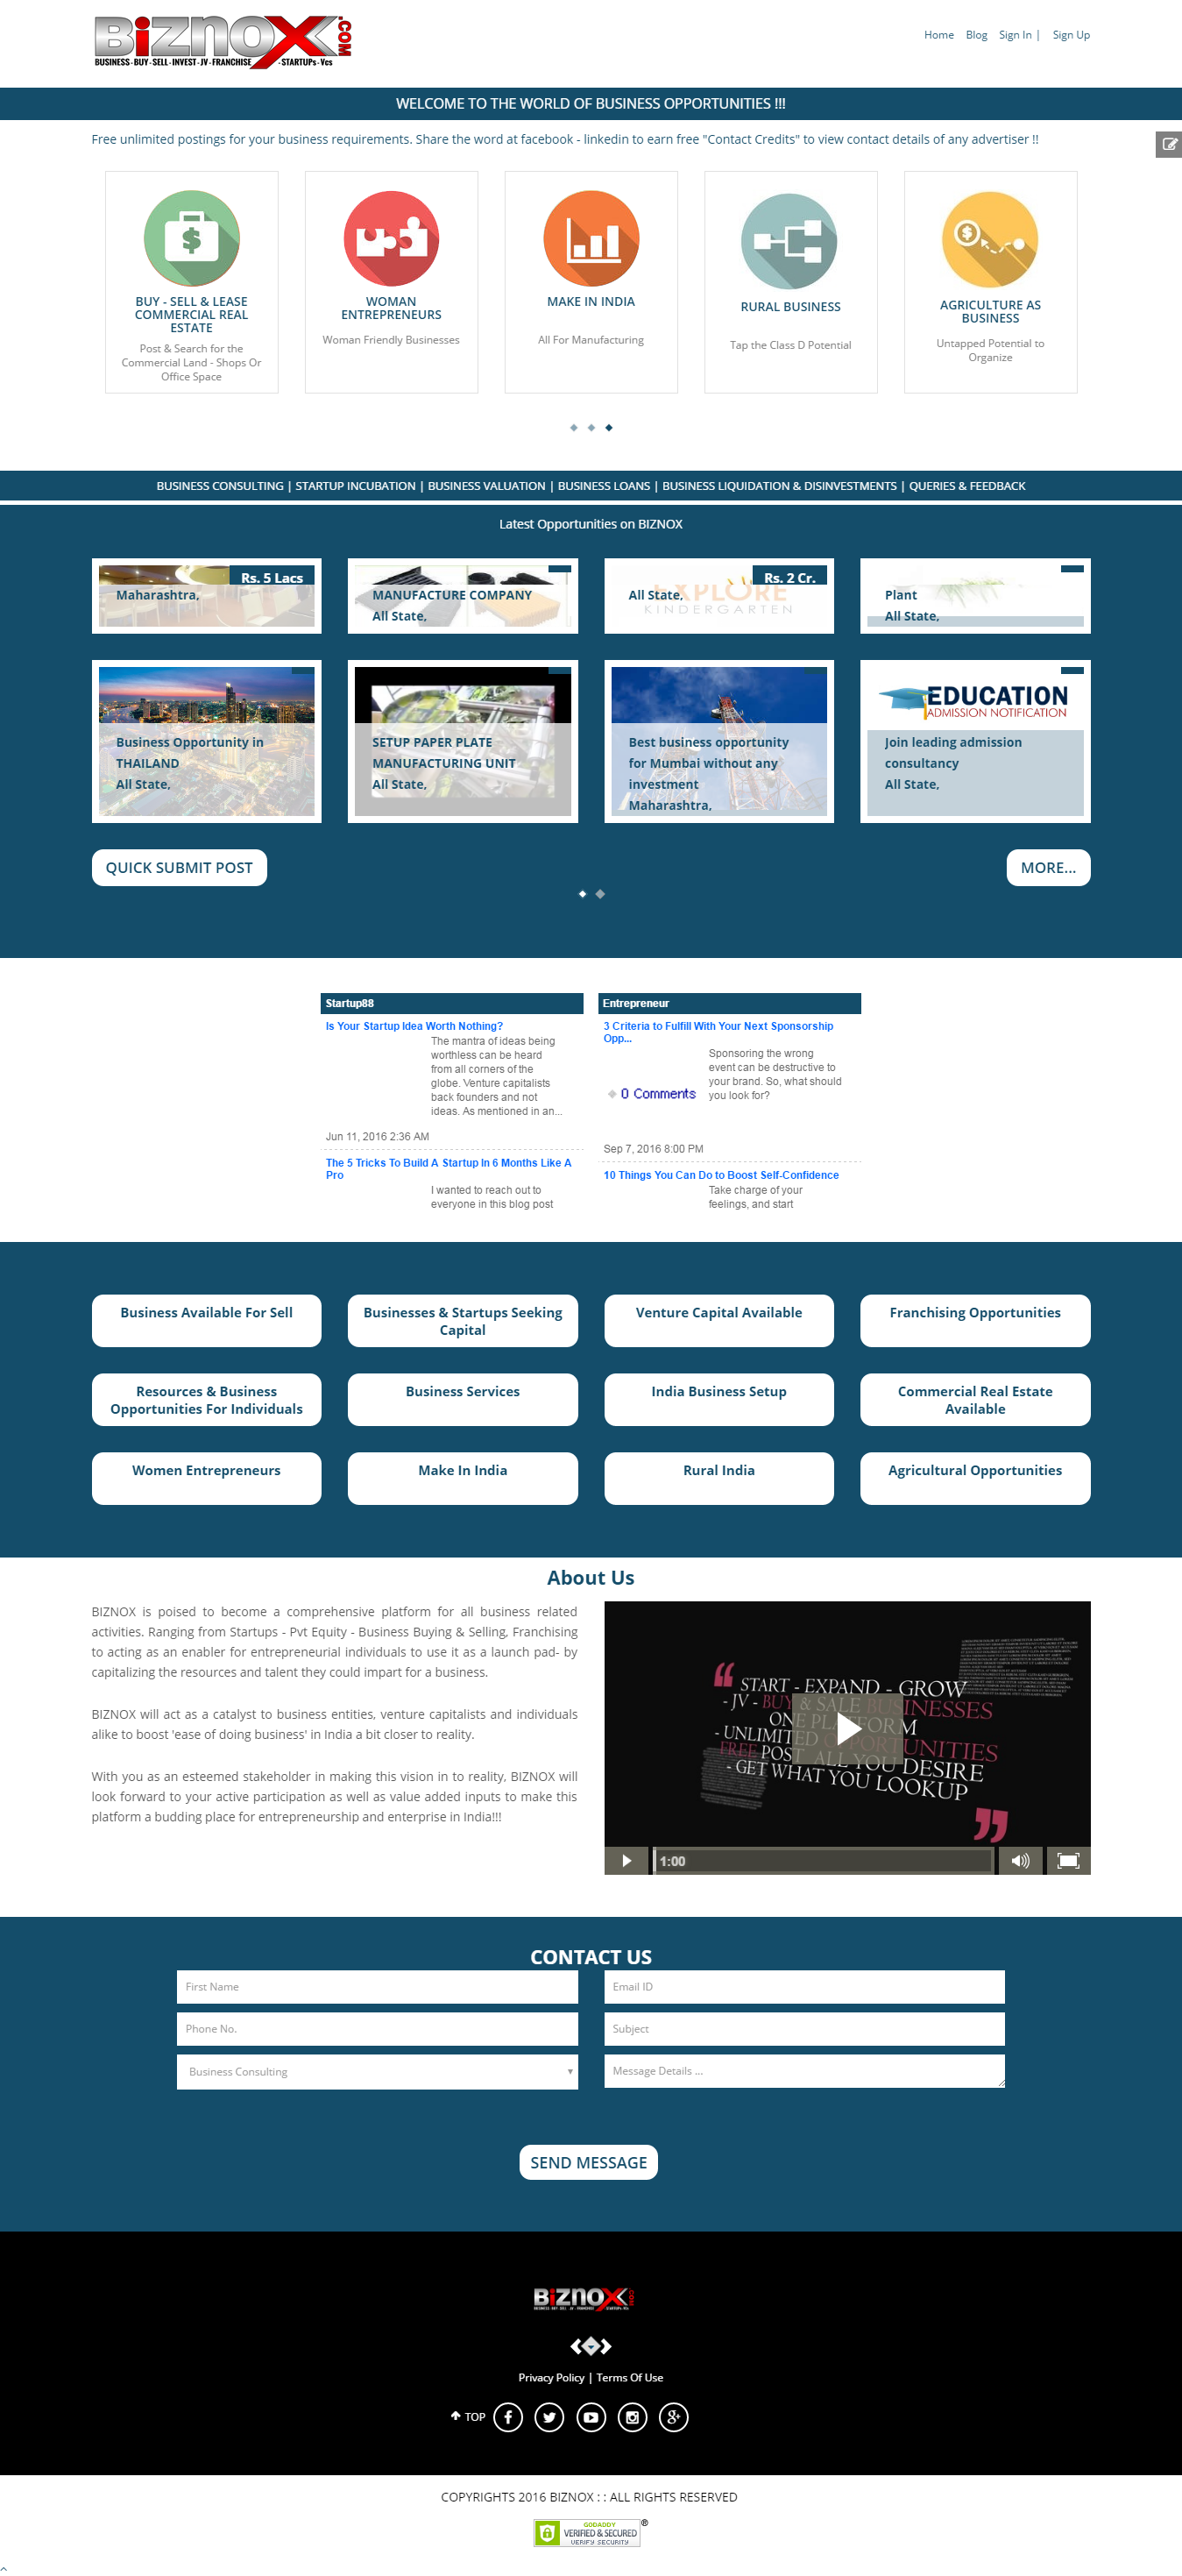 BIZNOX.COM
BUSINESS-BUY-SELL-INVEST-JV-FRANCHISE-STARTUPs-Vcs
Home Blog Sign In | Sign Up
WELCOME TO THE WORLD OF BUSINESS OPPORTUNITIES !!!
Free unlimited postings for your business requirements. Share the word at facebook - linkedin to earn free "Contact Credits" to view contact details of any advertiser !!
BUY - SELL & LEASE
COMMERCIAL REAL
ESTATE
Post & Search for the
Commercial Land - Shops Or
Office Space
WOMAN
ENTREPRENEURS
Woman Friendly Businesses
MAKE IN INDIA
All For Manufacturing
RURAL BUSINESS
Tap the Class D Potential
AGRICULTURE AS
BUSINESS
Untapped Potential to
Organize
BUSINESS CONSULTING | STARTUP INCUBATION | BUSINESS VALUATION | BUSINESS LOANS | BUSINESS LIQUIDATION & DISINVESTMENTS | QUERIES & FEEDBACK
Latest Opportunities on BIZNOX
Rs. 5 Lacs
Maharashtra,
MANUFACTURE COMPANY
All State,
Rs. 2 Cr.
EXPLORE
KINDERGARTEN
All State,
Plant
All State,
Business Opportunity in
THAILAND
All State,
SETUP PAPER PLATE
MANUFACTURING UNIT
All State,
Best business opportunity
for Mumbai without any
investment
Maharashtra,
EDUCATION
ADMISSION NOTIFICATION
Join leading admission
consultancy
All State,
QUICK SUBMIT POST
MORE...
Startup88
Is Your Startup Idea Worth Nothing?
The mantra of ideas being
worthless can be heard
from all corners of the
globe. Venture capitalists
back founders and not
ideas. As mentioned in an...
Jun 11, 2016 2:36 AM
The 5 Tricks To Build A Startup In 6 Months Like A
Pro
I wanted to reach out to
everyone in this blog post
Entrepreneur
3 Criteria to Fulfill With Your Next Sponsorship
Opp...
0 Comments
Sponsoring the wrong
event can be destructive to
your brand. So, what should
you look for?
Sep 7, 2016 8:00 PM
10 Things You Can Do to Boost Self-Confidence
Take charge of your
feelings, and start
Business Available For Sell
Businesses & Startups Seeking
Capital
Venture Capital Available
Franchising Opportunities
Resources & Business
Opportunities For Individuals
Business Services
India Business Setup
Commercial Real Estate
Available
Women Entrepreneurs
Make In India
Rural India
Agricultural Opportunities
About Us
BIZNOX is poised to become a comprehensive platform for all business related
activities. Ranging from Startups - Pvt Equity - Business Buying & Selling, Franchising
to acting as an enabler for entrepreneurial individuals to use it as a launch pad- by
capitalizing the resources and talent they could impart for a business.
BIZNOX will act as a catalyst to business entities, venture capitalists and individuals
alike to boost 'ease of doing business' in India a bit closer to reality.
With you as an esteemed stakeholder in making this vision in to reality, BIZNOX will
look forward to your active participation as well as value added inputs to make this
platform a budding place for entrepreneurship and enterprise in India!!!
START - EXPAND - GROW
- JV - BUY & SALE BUSINESSES
ONE PLATFORM
- UNLIMITED OPPORTUNITIES
FREE POST - ALL YOU DESIRE
- GET WHAT YOU LOOKUP
1:00
CONTACT US
First Name
Email ID
Phone No.
Subject
Business Consulting
Message Details ...
SEND MESSAGE
BIZNOX.COM
Privacy Policy | Terms Of Use
TOP
COPYRIGHTS 2016 BIZNOX : : ALL RIGHTS RESERVED
GODADDY
VERIFIED & SECURED
VERIFY SECURITY
®